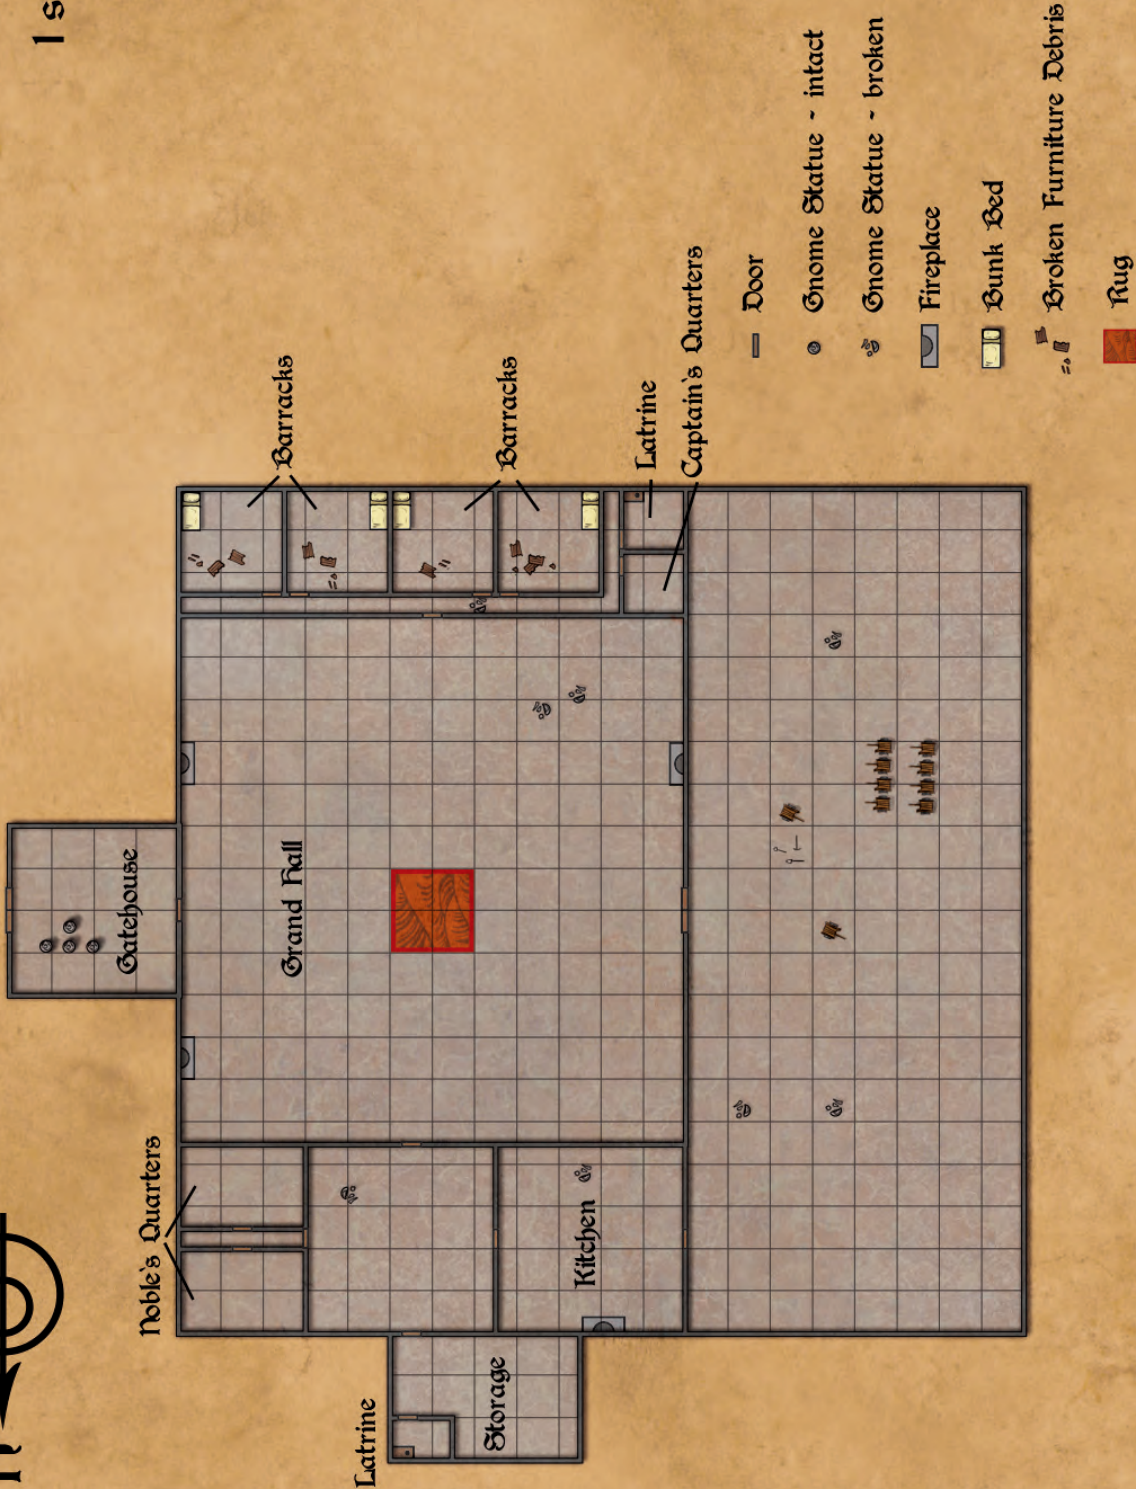 Noble's Quarters
Gatehouse
Grand Hall
Barracks
Barracks
Latrine
Captain's Quarters
Kitchen
Storage
Latrine
Door
Gnome Statue - intact
Gnome Statue - broken
Fireplace
Bunk Bed
Broken Furniture Debris
Rug